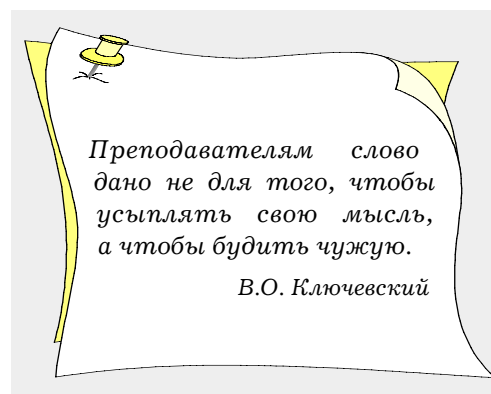 Преподавателям слово
дано не для того, чтобы
усыплять свою мысль,
а чтобы будить чужую.
В.О. Ключевский